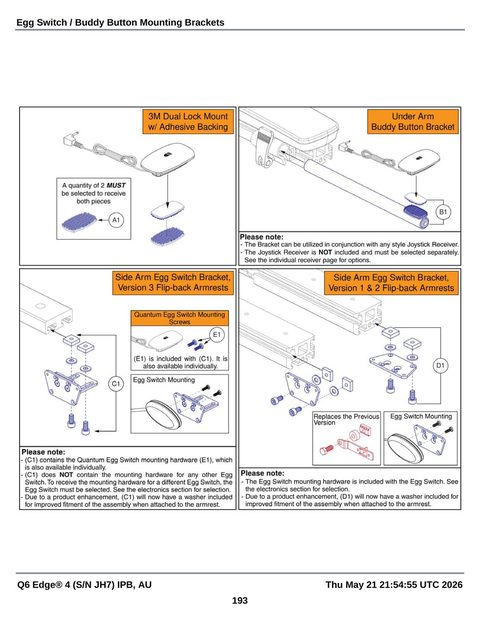 Egg Switch / Buddy Button Mounting Brackets
3M Dual Lock Mount
w/ Adhesive Backing
A quantity of 2 MUST
be selected to receive
both pieces
A1
Under Arm
Buddy Button Bracket
B1
Please note:
- The Bracket can be utilized in conjunction with any style Joystick Receiver.
- The Joystick Receiver is NOT included and must be selected separately.
See the individual receiver page for options.
Side Arm Egg Switch Bracket,
Version 3 Flip-back Armrests
Quantum Egg Switch Mounting
Screws
E1
(E1) is included with (C1). It is
also available individually.
Egg Switch Mounting
C1
Please note:
- (C1) contains the Quantum Egg Switch mounting hardware (E1), which
is also available individually.
- (C1) does NOT contain the mounting hardware for any other Egg
Switch. To receive the mounting hardware for a different Egg Switch, the
Egg Switch must be selected. See the electronics section for selection.
- Due to a product enhancement, (C1) will now have a washer included
for improved fitment of the assembly when attached to the armrest.
Side Arm Egg Switch Bracket,
Version 1 & 2 Flip-back Armrests
D1
Replaces the Previous
Version
Egg Switch Mounting
Please note:
- The Egg Switch mounting hardware is included with the Egg Switch. See
the electronics section for selection.
- Due to a product enhancement, (D1) will now have a washer included for
improved fitment of the assembly when attached to the armrest.
Q6 Edge® 4 (S/N JH7) IPB, AU
Thu May 21 21:54:55 UTC 2026
193